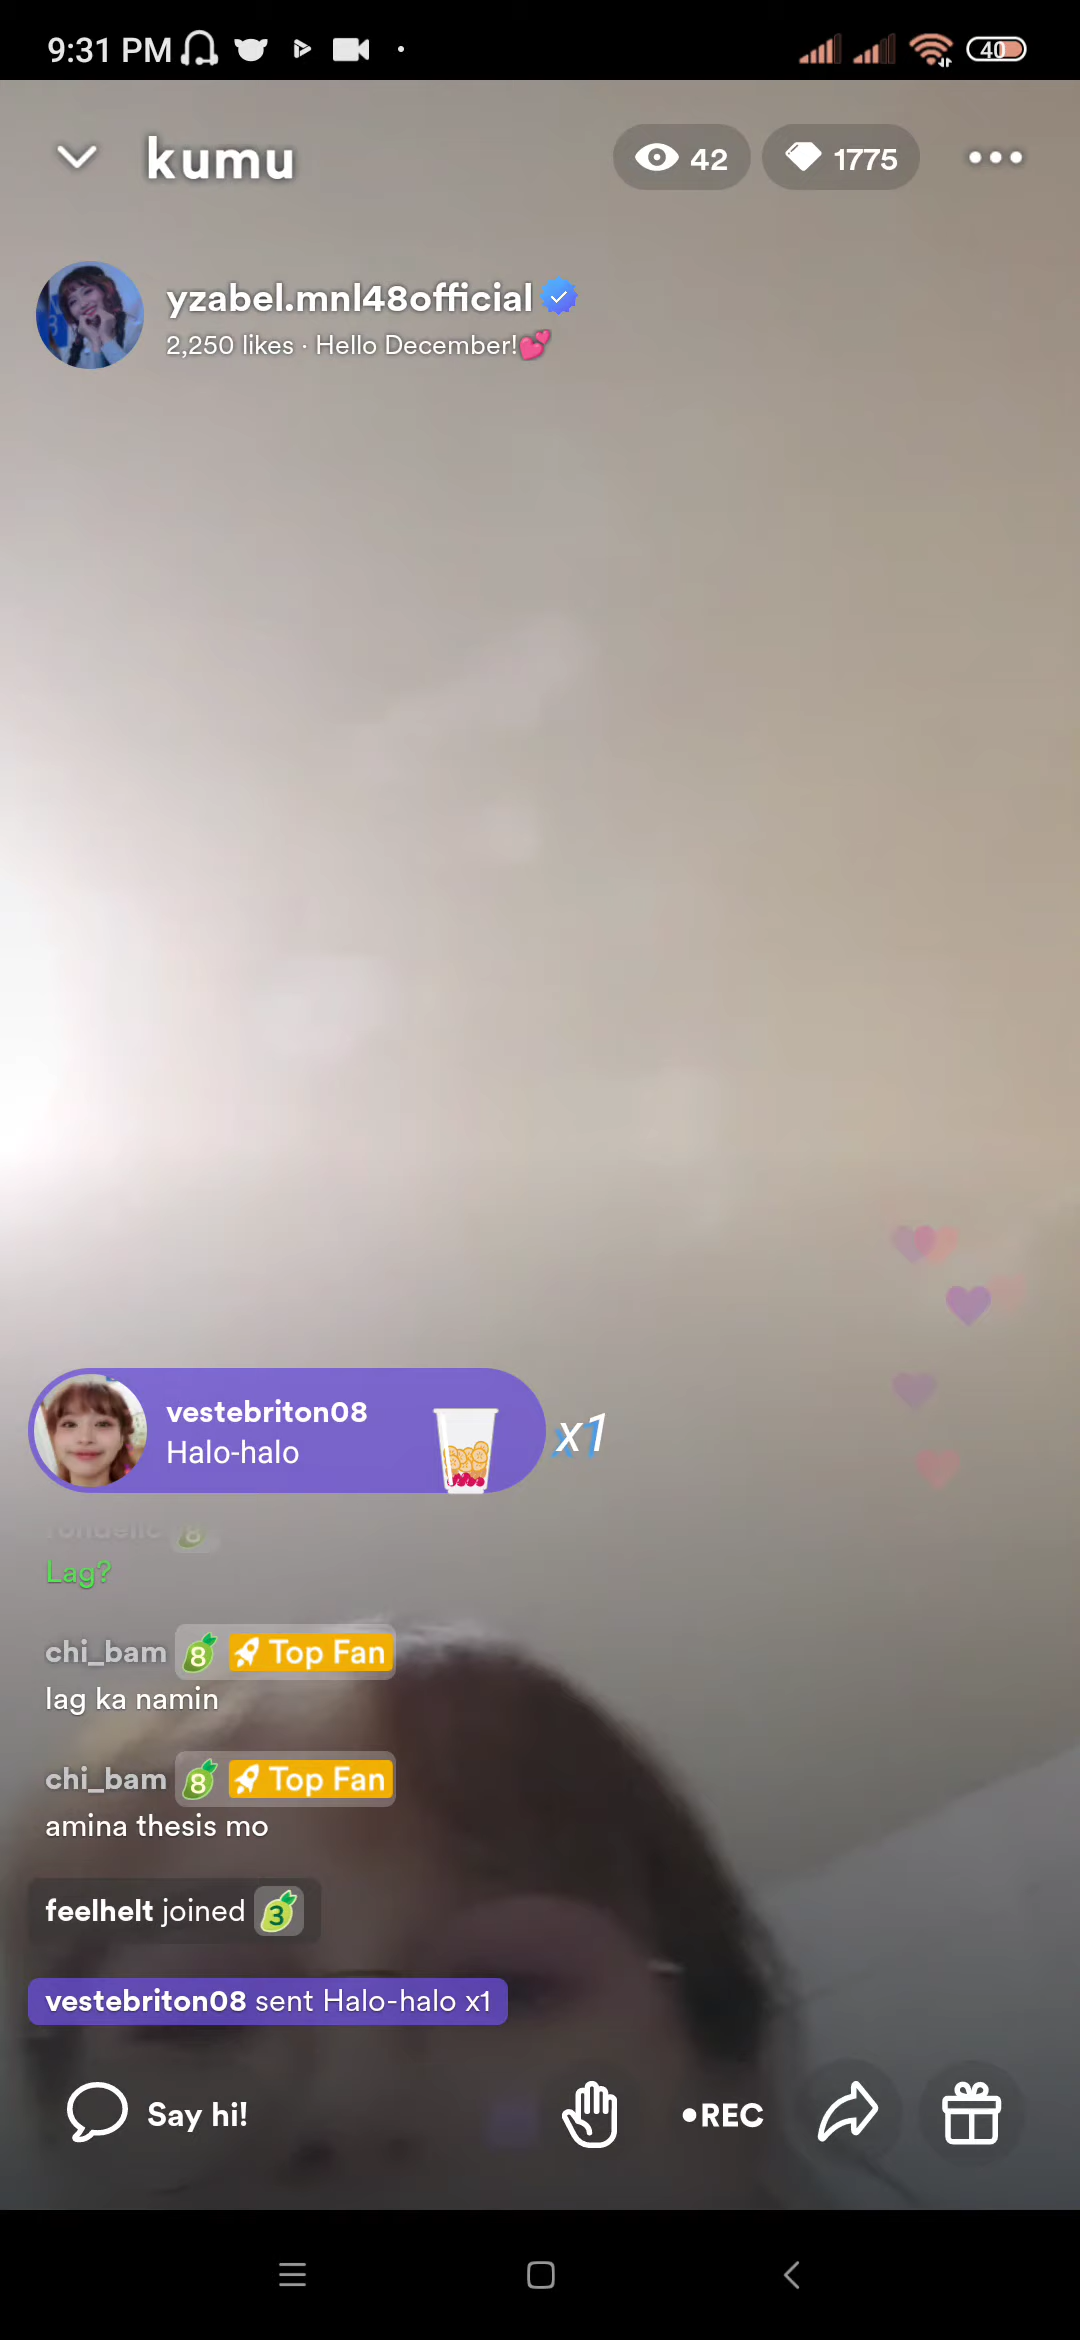 9:31 PM
40
kumu
42
1775
yzabel.mnl48official
2,250 likes · Hello December!💕
vestebriton08
Halo-halo
x1
8
Lag?
chi_bam 8 Top Fan
lag ka namin
chi_bam 8 Top Fan
amina thesis mo
feelhelt joined 3
vestebriton08 sent Halo-halo x1
Say hi!
•REC